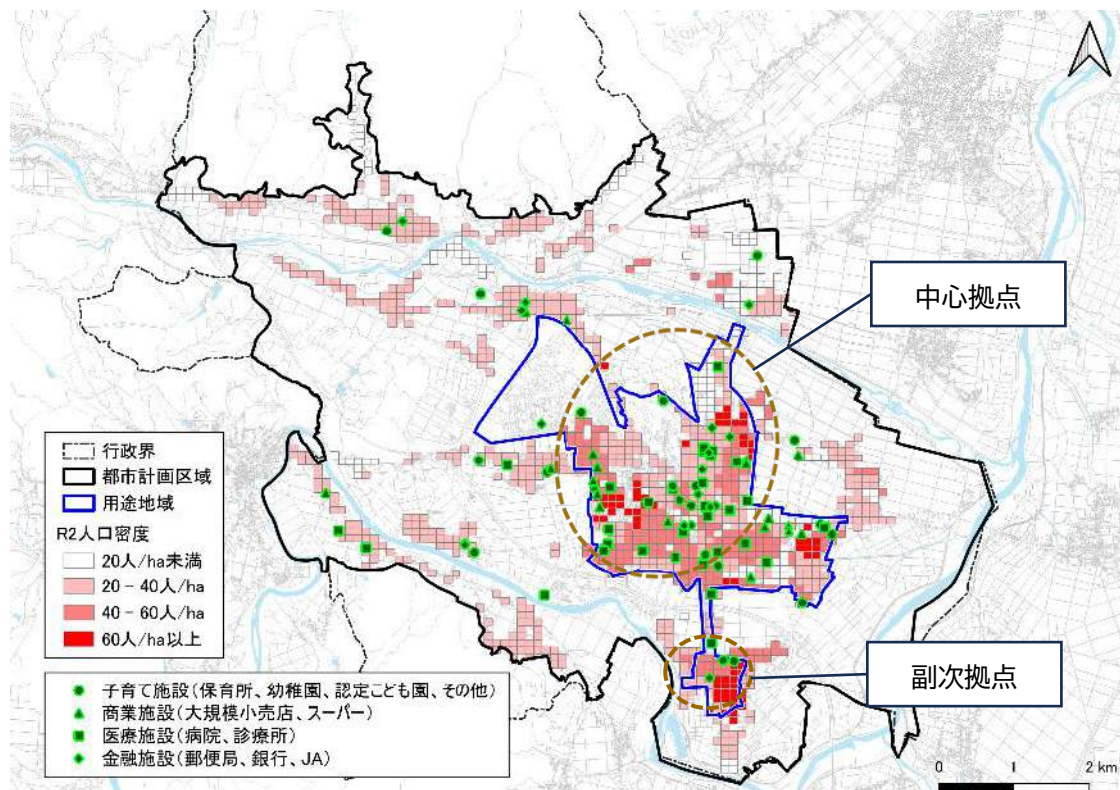 中心拠点
行政界
都市計画区域
用途地域
R2人口密度
20人/ha未満
20－40人/ha
40－60人/ha
60人/ha以上
副次拠点
子育て施設(保育所、幼稚園、認定こども園、その他)
商業施設(大規模小売店、スーパー)
医療施設(病院、診療所)
金融施設(郵便局、銀行、JA)
0 1 2 km